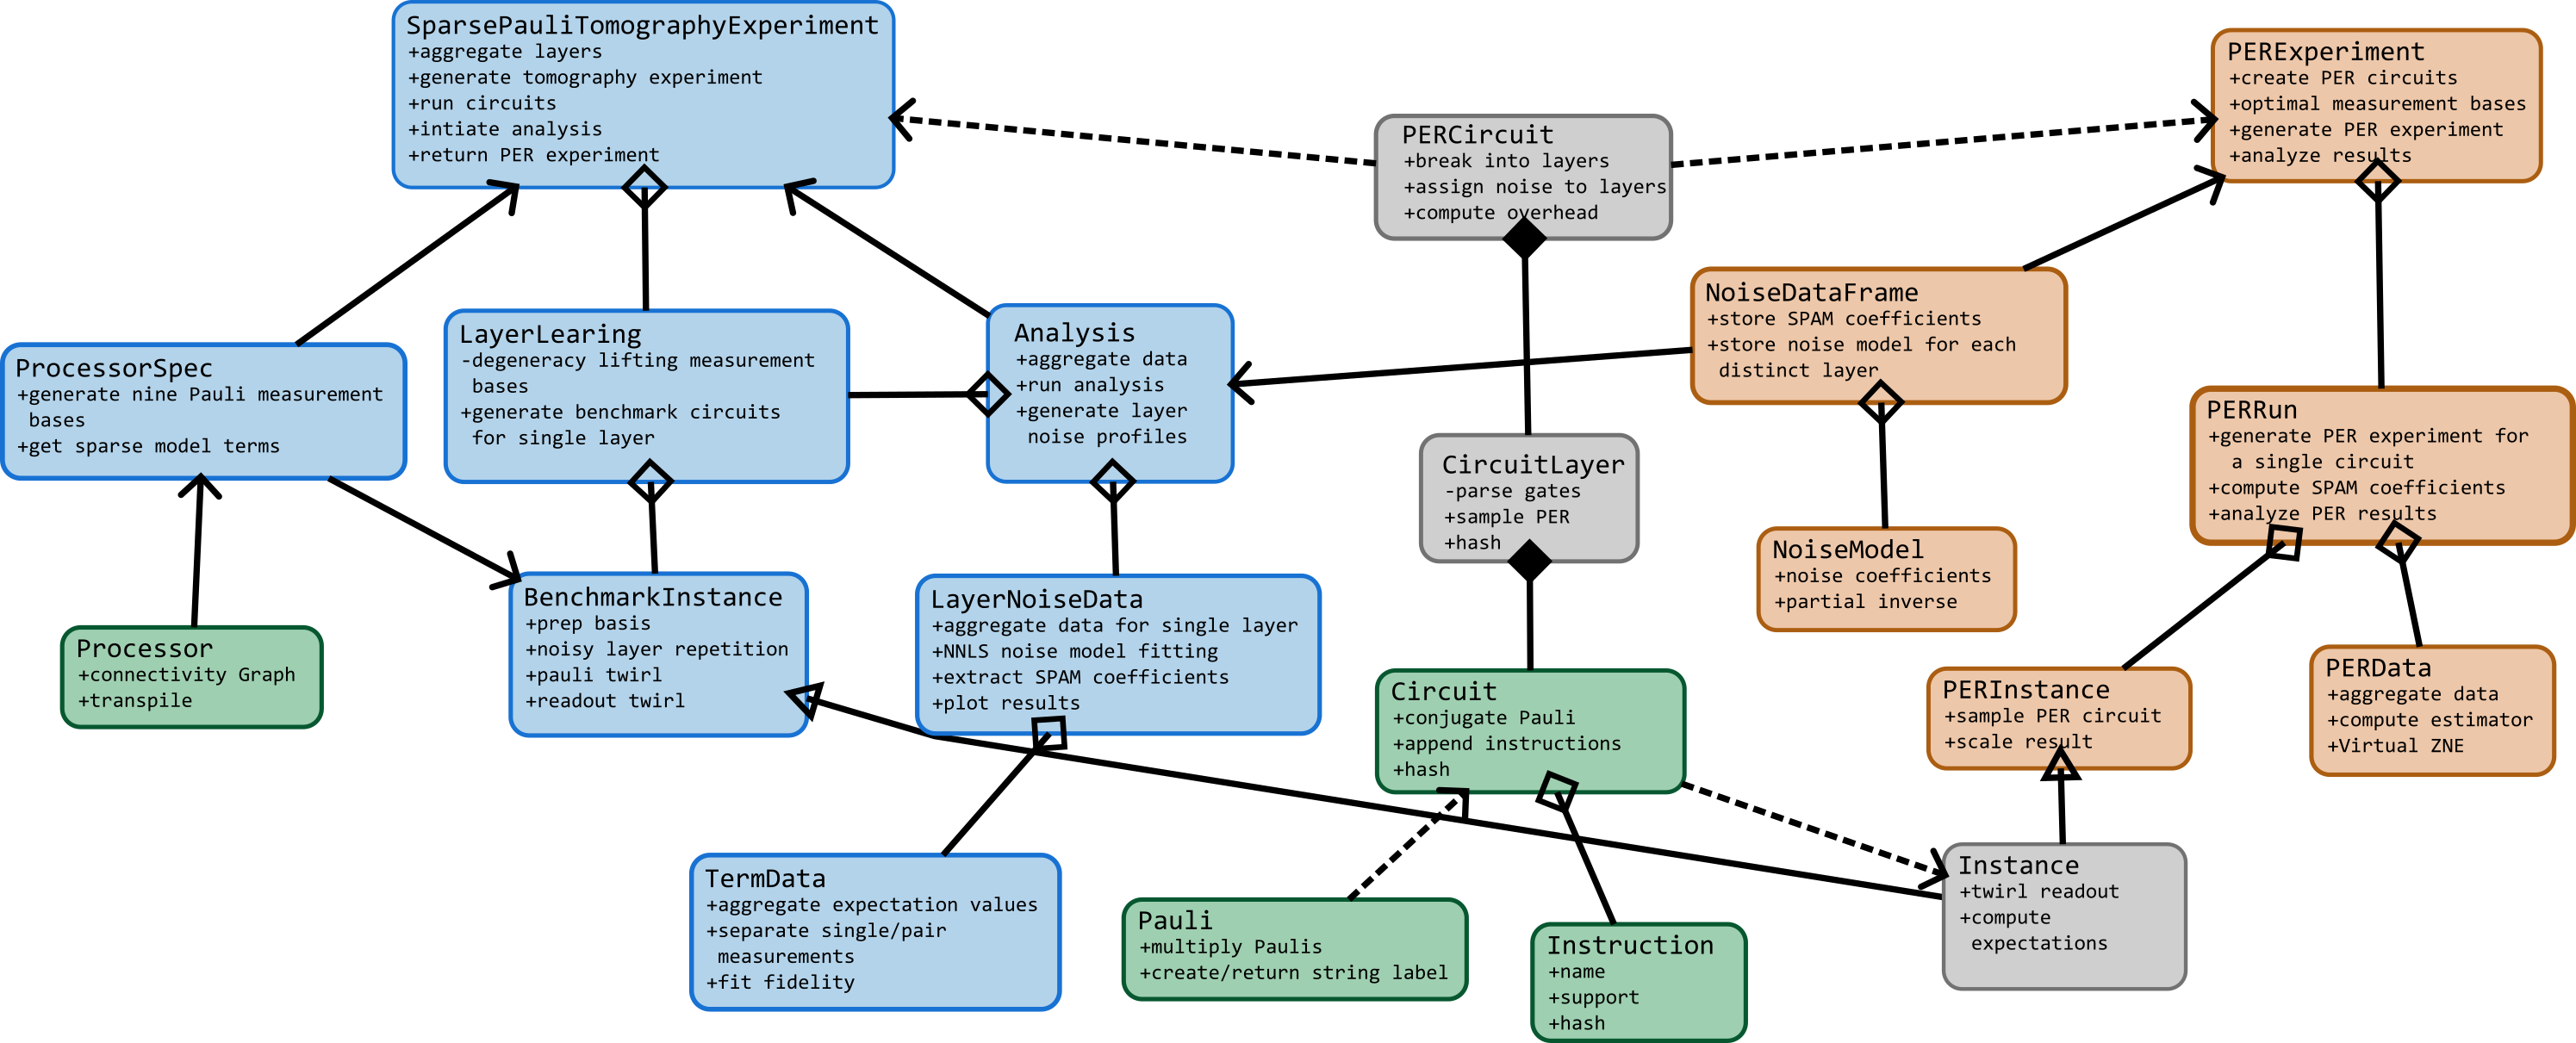 SparsePauliTomographyExperiment
+aggregate layers
+generate tomography experiment
+run circuits
+intiate analysis
+return PER experiment
PERExperiment
+create PER circuits
+optimal measurement bases
+generate PER experiment
+analyze results
PERCircuit
+break into layers
+assign noise to layers
+compute overhead
NoiseDataFrame
+store SPAM coefficients
+store noise model for each
distinct layer
LayerLearing
-degeneracy lifting measurement
bases
+generate benchmark circuits
for single layer
Analysis
+aggregate data
+run analysis
+generate layer
noise profiles
ProcessorSpec
+generate nine Pauli measurement
bases
+get sparse model terms
PERRun
+generate PER experiment for
a single circuit
+compute SPAM coefficients
+analyze PER results
CircuitLayer
-parse gates
+sample PER
+hash
NoiseModel
+noise coefficients
+partial inverse
BenchmarkInstance
+prep basis
+noisy layer repetition
+pauli twirl
+readout twirl
LayerNoiseData
+aggregate data for single layer
+NNLS noise model fitting
+extract SPAM coefficients
+plot results
Processor
+connectivity Graph
+transpile
Circuit
+conjugate Pauli
+append instructions
+hash
PERInstance
+sample PER circuit
+scale result
PERData
+aggregate data
+compute estimator
+Virtual ZNE
TermData
+aggregate expectation values
+separate single/pair
measurements
+fit fidelity
Pauli
+multiply Paulis
+create/return string label
Instruction
+name
+support
+hash
Instance
+twirl readout
+compute
expectations